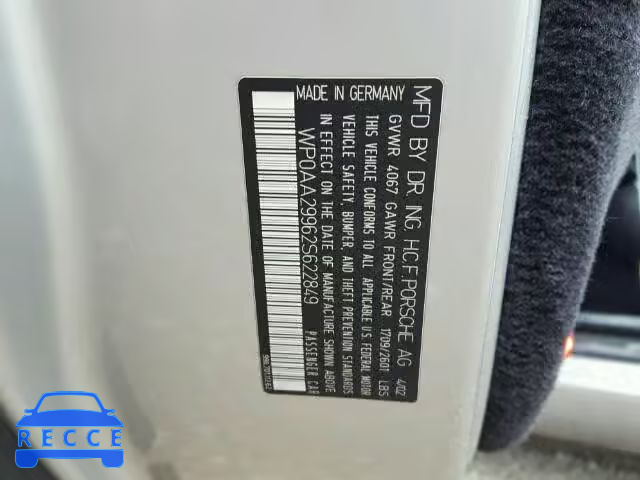 MFD BY DR. ING. H.C.F. PORSCHE AG 4/02
GVWR 4067 GAWR FRONT/REAR 1709/2601 LBS
THIS VEHICLE CONFORMS TO ALL APPLICABLE U.S. FEDERAL MOTOR
VEHICLE SAFETY, BUMPER, AND THEFT PREVENTION STANDARDS
IN EFFECT ON THE DATE OF MANUFACTURE SHOWN ABOVE
MADE IN GERMANY
WP0AA29962S622849
PASSENGER CAR
RECCE